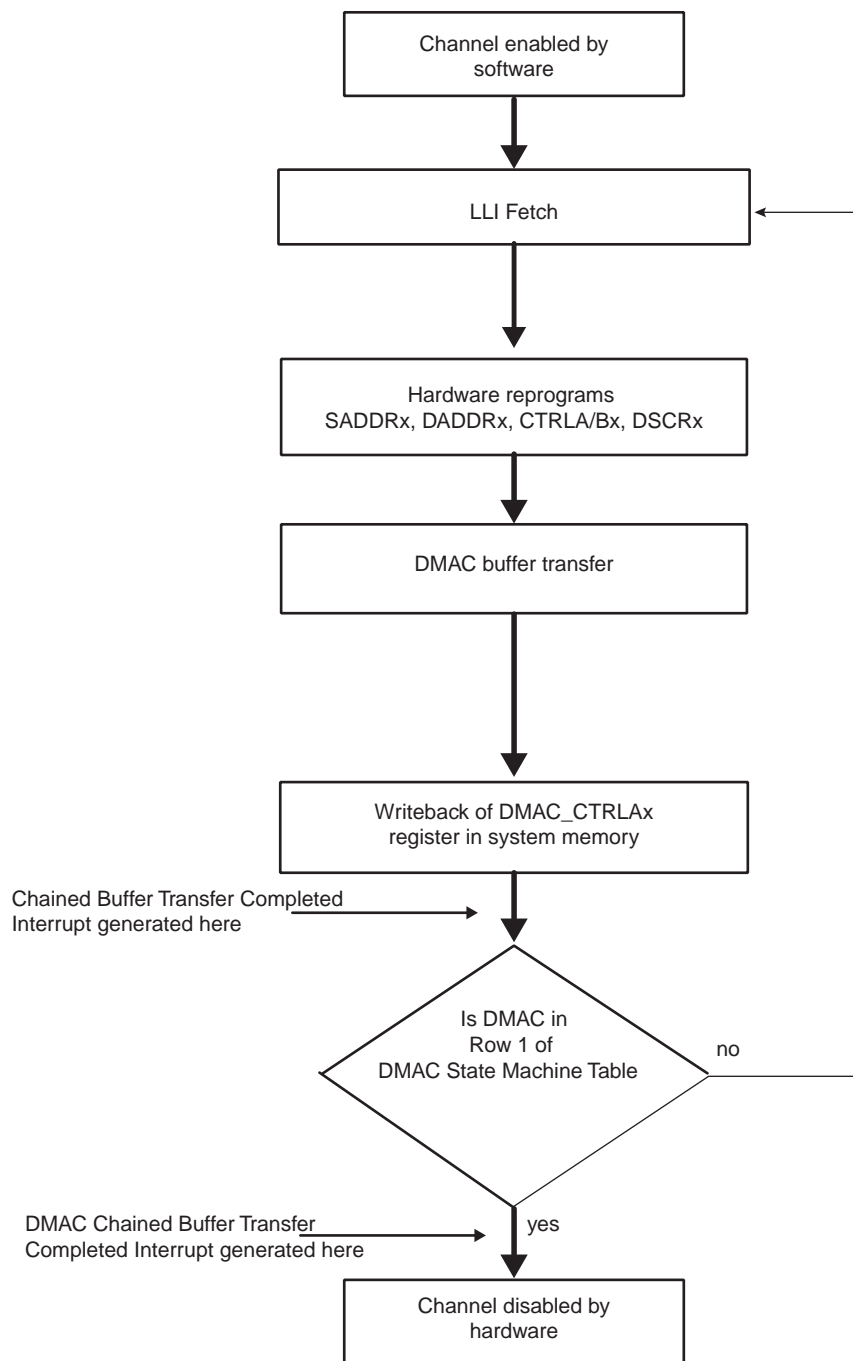 Channel enabled by
software
LLI Fetch
Hardware reprograms
SADDRx, DADDRx, CTRLA/Bx, DSCRx
DMAC buffer transfer
Writeback of DMAC_CTRLAx
register in system memory
Chained Buffer Transfer Completed
Interrupt generated here
Is DMAC in
Row 1 of
DMAC State Machine Table
no
yes
DMAC Chained Buffer Transfer
Completed Interrupt generated here
Channel disabled by
hardware